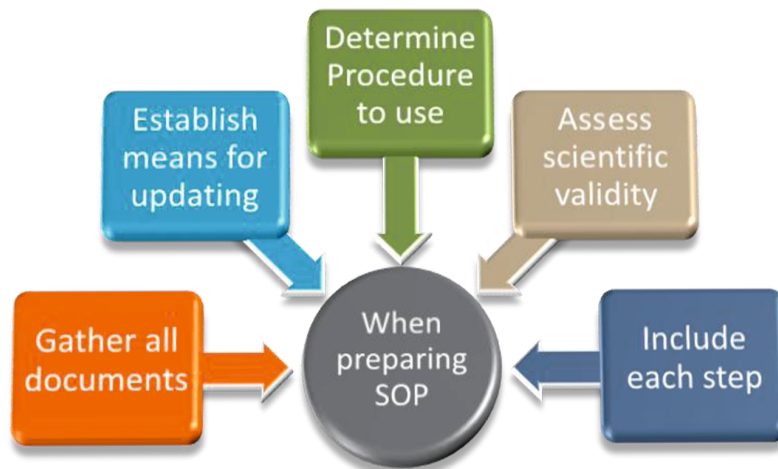 Determine
Procedure
to use
Establish
means for
updating
Assess
scientific
validity
Gather all
documents
When
preparing
SOP
Include
each step